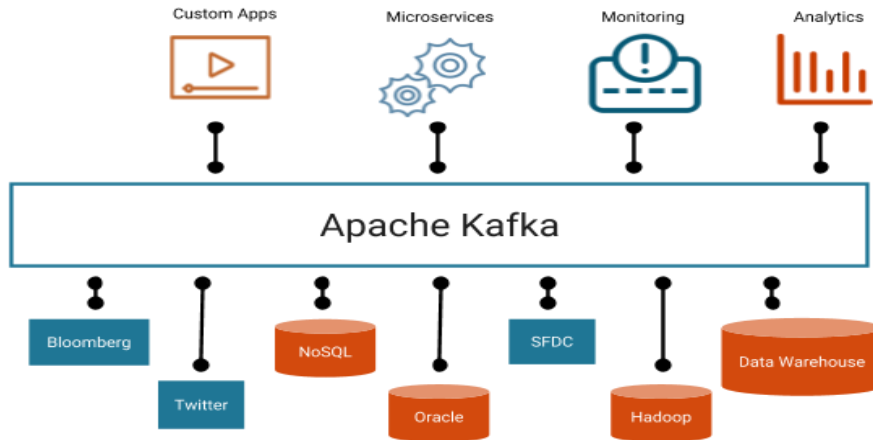 Custom Apps
Microservices
Monitoring
Analytics
Apache Kafka
Bloomberg
NoSQL
SFDC
Data Warehouse
Twitter
Oracle
Hadoop